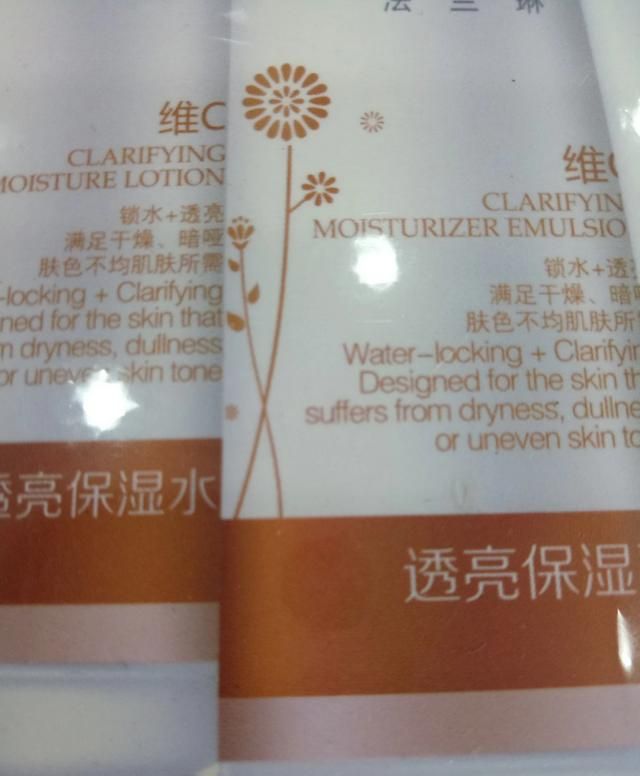 法兰琳
维C
CLARIFYING
MOISTURE LOTION
锁水+透亮
满足干燥、暗哑
肤色不均肌肤所需
-locking + Clarifying
ned for the skin that
m dryness, dullness
or uneven skin tone
透亮保湿水
维C
CLARIFYIN
MOISTURIZER EMULSIO
锁水+透
满足干燥、暗
肤色不均肌肤所
Water-locking + Clarifyin
Designed for the skin th
suffers from dryness, dullne
or uneven skin to
透亮保湿